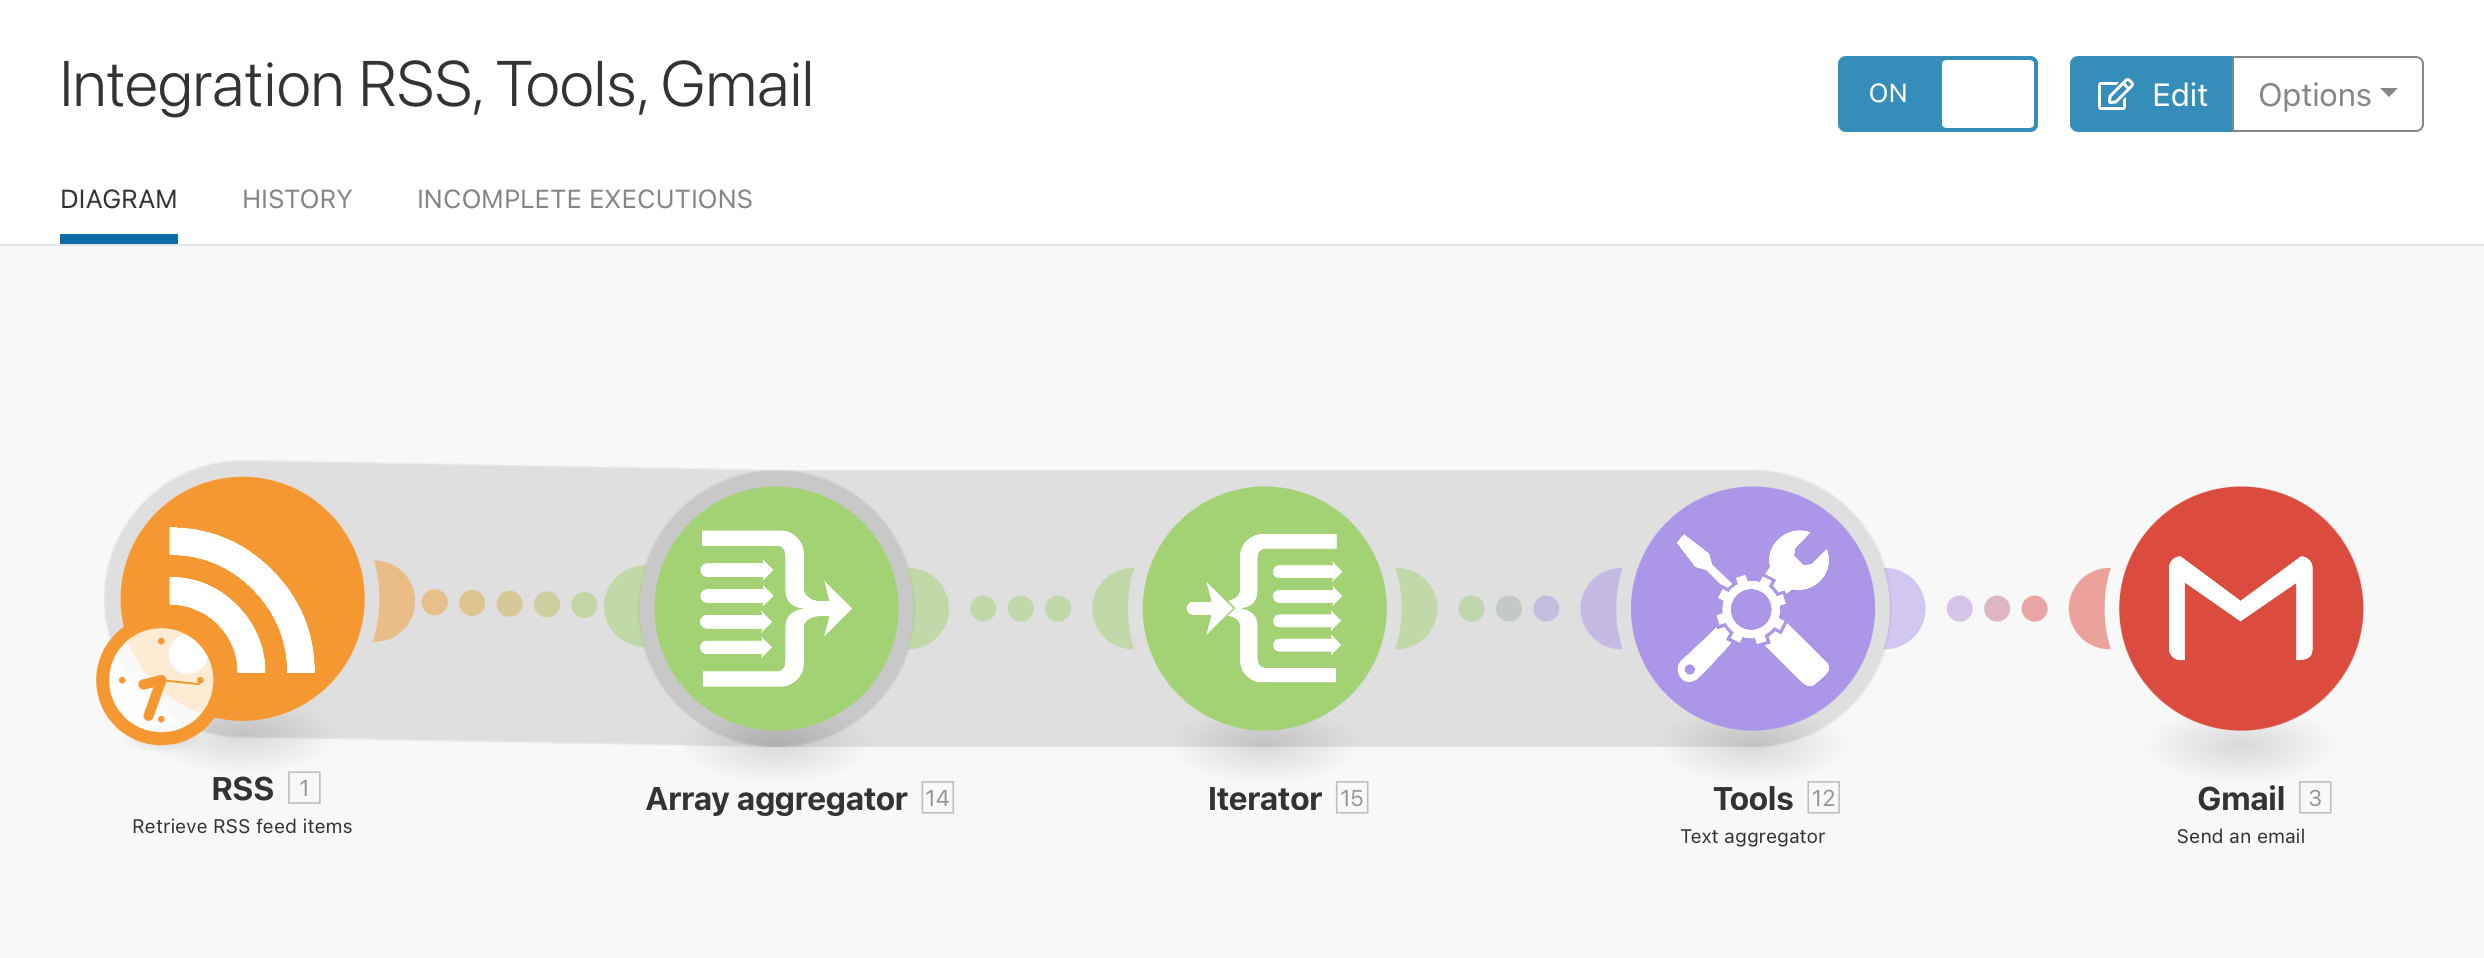 Integration RSS, Tools, Gmail
ON
Edit
Options
DIAGRAM
HISTORY
INCOMPLETE EXECUTIONS
RSS 1
Retrieve RSS feed items
Array aggregator 14
Iterator 15
Tools 12
Text aggregator
Gmail 3
Send an email